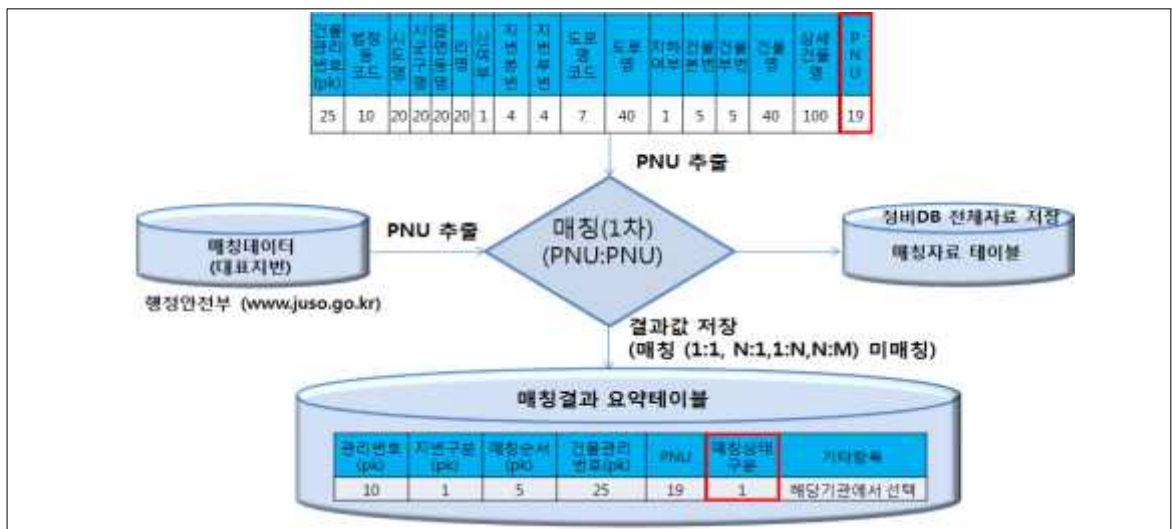 건물관리번호(pk) 법정동코드 시도명 시군구명 읍면동명 리명 산여부 지번본번 지번부번 도로명코드 도로명 지하여부 건물본번 건물부번 건물명 상세건물명 PNU
25 10 20 20 20 20 1 4 4 7 40 1 5 5 40 100 19
PNU 추출
매칭데이터
(대표지번)
PNU 추출
매칭(1차)
(PNU:PNU)
정비DB 전체자료 저장
매칭자료 테이블
행정안전부 (www.juso.go.kr)
결과값 저장
(매칭 (1:1, N:1,1:N,N:M) 미매칭)
매칭결과 요약테이블
관리번호(pk) 지번구분(pk) 매칭순서(pk) 건물관리번호(pk) PNU 매칭상태구분 기타항목
10 1 5 25 19 1 해당기관에서 선택